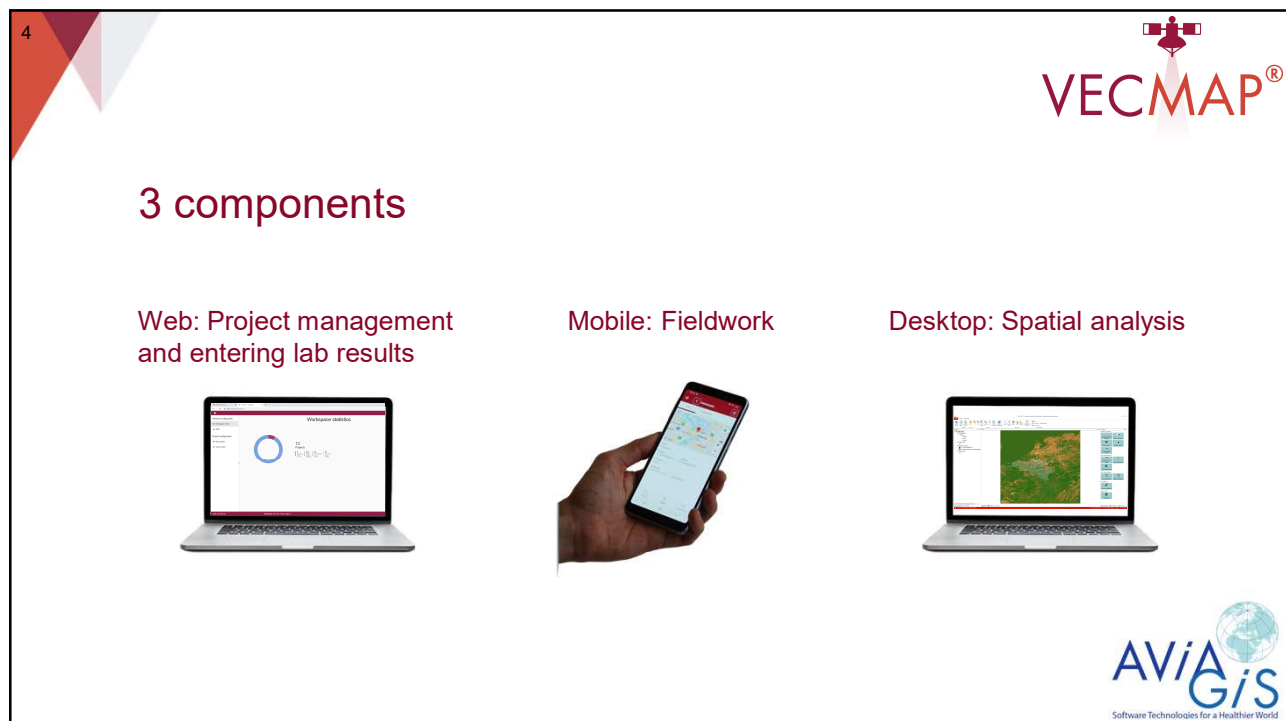 4
VECMAP®
3 components
Web: Project management
and entering lab results
Mobile: Fieldwork
Desktop: Spatial analysis
Workspace statistics
AViA
GiS
Software Technologies for a Healthier World